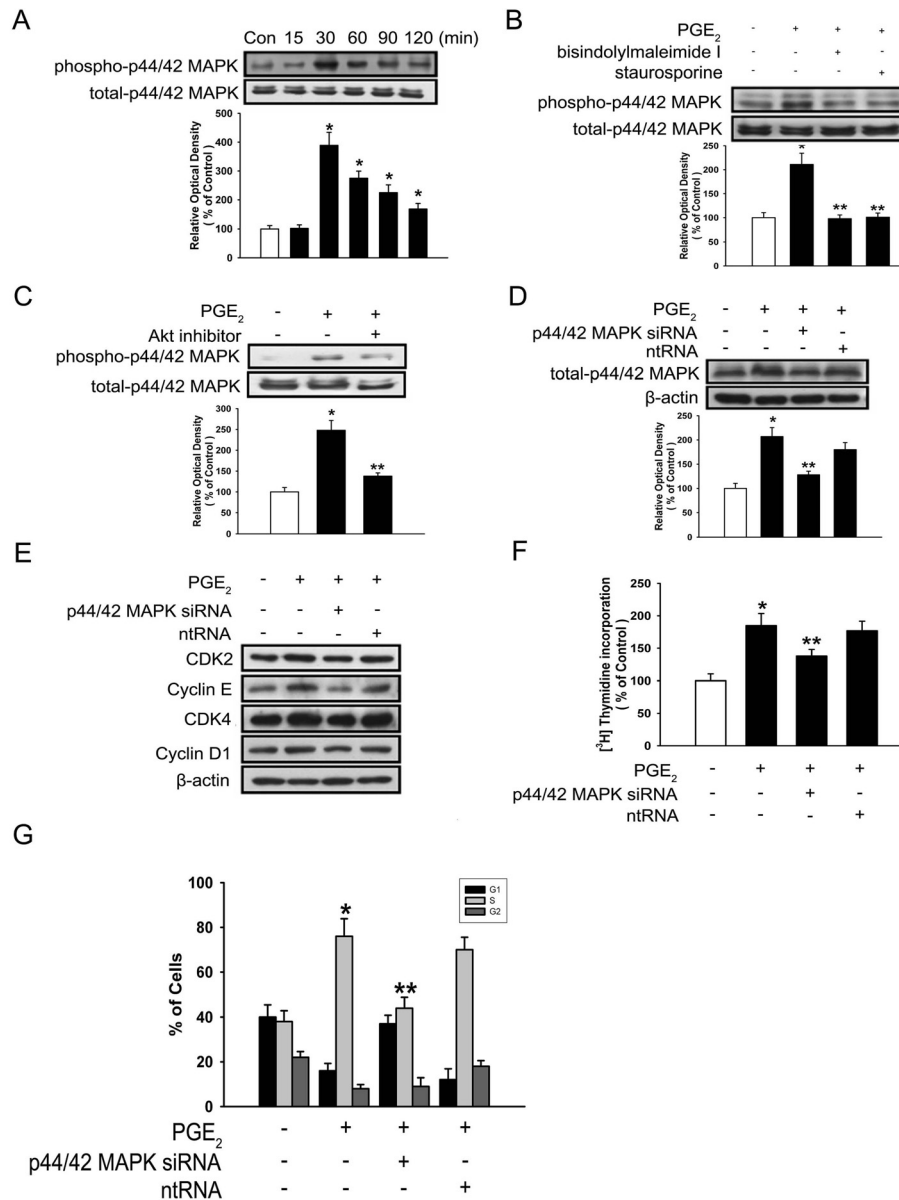 A
Con 15 30 60 90 120 (min)
phospho-p44/42 MAPK
total-p44/42 MAPK
Relative Optical Density
( % of Control )
500
400
300
200
100
0
*
*
*
*
B
PGE2 - + + +
bisindolylmaleimide I - - + -
staurosporine - - - +
phospho-p44/42 MAPK
total-p44/42 MAPK
Relative Optical Density
( % of Control )
250
200
150
100
50
0
*
**
**
C
PGE2 - + +
Akt inhibitor - - +
phospho-p44/42 MAPK
total-p44/42 MAPK
Relative Optical Density
( % of Control )
300
250
200
150
100
50
0
*
**
D
PGE2 - + + +
p44/42 MAPK siRNA - - + -
ntRNA - - - +
total-p44/42 MAPK
β-actin
Relative Optical Density
( % of Control )
250
200
150
100
50
0
*
**
E
PGE2 - + + +
p44/42 MAPK siRNA - - + -
ntRNA - - - +
CDK2
Cyclin E
CDK4
Cyclin D1
β-actin
F
[3H] Thymidine incorporation
( % of Control )
250
200
150
100
50
0
*
**
PGE2 - + + +
p44/42 MAPK siRNA - - + -
ntRNA - - - +
G
% of Cells
100
80
60
40
20
0
G1
S
G2
*
**
PGE2 - + + +
p44/42 MAPK siRNA - - + -
ntRNA - - - +